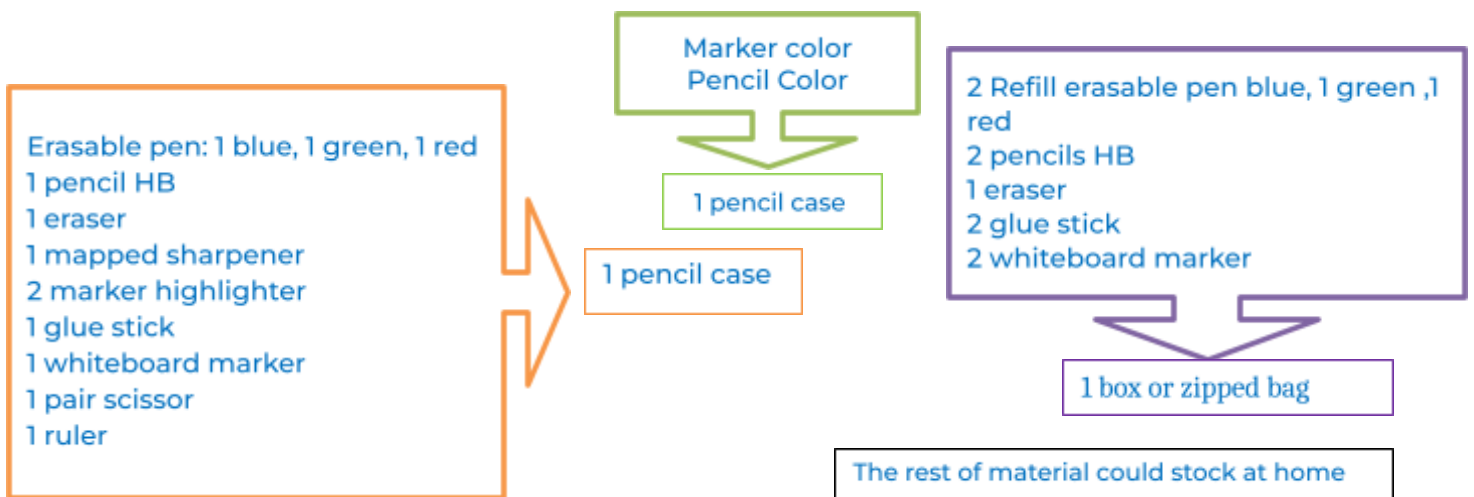 Erasable pen: 1 blue, 1 green, 1 red
1 pencil HB
1 eraser
1 mapped sharpener
2 marker highlighter
1 glue stick
1 whiteboard marker
1 pair scissor
1 ruler
1 pencil case
Marker color
Pencil Color
1 pencil case
2 Refill erasable pen blue, 1 green ,1
red
2 pencils HB
1 eraser
2 glue stick
2 whiteboard marker
1 box or zipped bag
The rest of material could stock at home